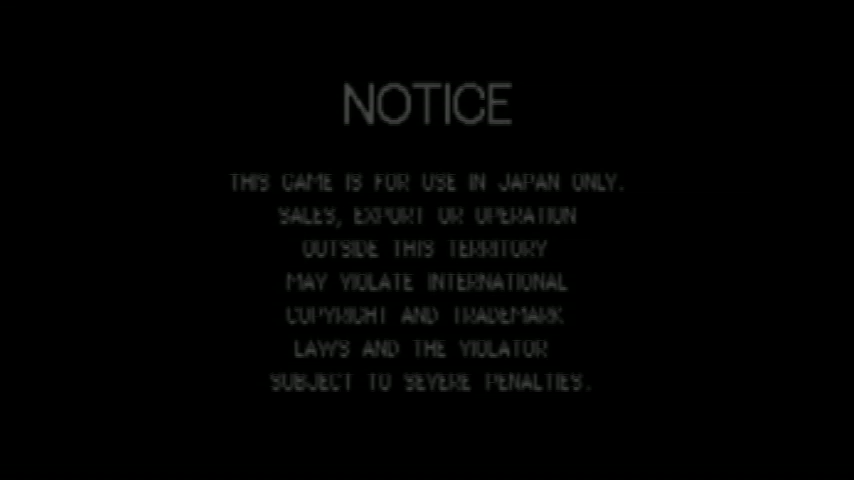 NOTICE
THIS GAME IS FOR USE IN JAPAN ONLY.
SALES, EXPORT OR OPERATION
OUTSIDE THIS TERRITORY
MAY VIOLATE INTERNATIONAL
COPYRIGHT AND TRADEMARK
LAWS AND THE VIOLATOR
SUBJECT TO SEVERE PENALTIES.